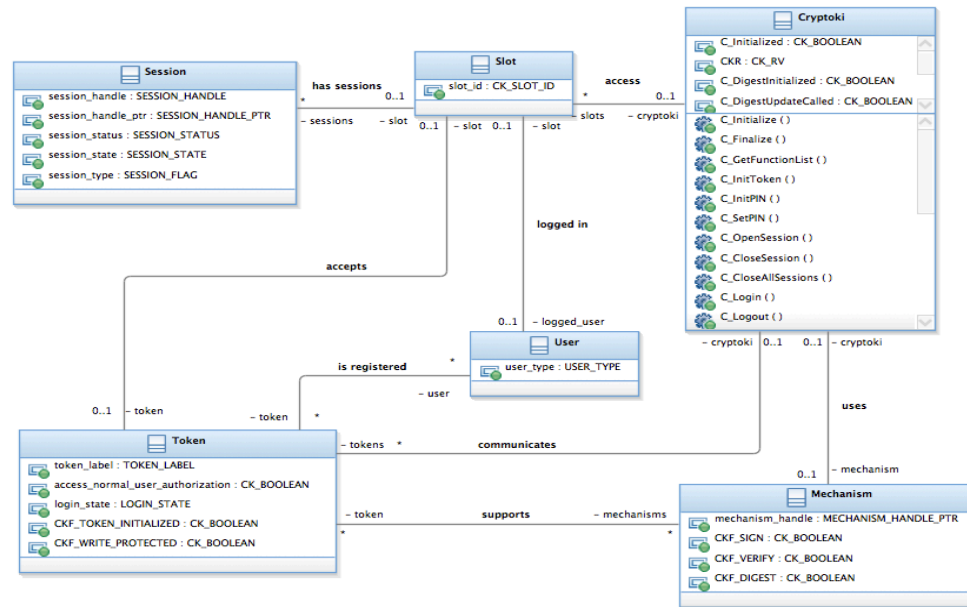 Cryptoki
C_Initialized : CK_BOOLEAN
CKR : CK_RV
C_DigestInitialized : CK_BOOLEAN
C_DigestUpdateCalled : CK_BOOLEAN
C_Initialize ( )
C_Finalize ( )
C_GetFunctionList ( )
C_InitToken ( )
C_InitPIN ( )
C_SetPIN ( )
C_OpenSession ( )
C_CloseSession ( )
C_CloseAllSessions ( )
C_Login ( )
C_Logout ( )
Session
session_handle : SESSION_HANDLE
session_handle_ptr : SESSION_HANDLE_PTR
session_status : SESSION_STATUS
session_state : SESSION_STATE
session_type : SESSION_FLAG
has sessions
* 0..1
– sessions – slot
Slot
slot_id : CK_SLOT_ID
access
* 0..1
– slots – cryptoki
0..1 – slot 0..1 – slot
logged in
accepts
0..1 – logged_user
User
user_type : USER_TYPE
is registered *
– user
– token *
0..1 – token
– cryptoki 0..1 0..1 – cryptoki
uses
– tokens * communicates
0..1 – mechanism
Token
token_label : TOKEN_LABEL
access_normal_user_authorization : CK_BOOLEAN
login_state : LOGIN_STATE
CKF_TOKEN_INITIALIZED : CK_BOOLEAN
CKF_WRITE_PROTECTED : CK_BOOLEAN
– token supports – mechanisms
* *
Mechanism
mechanism_handle : MECHANISM_HANDLE_PTR
CKF_SIGN : CK_BOOLEAN
CKF_VERIFY : CK_BOOLEAN
CKF_DIGEST : CK_BOOLEAN